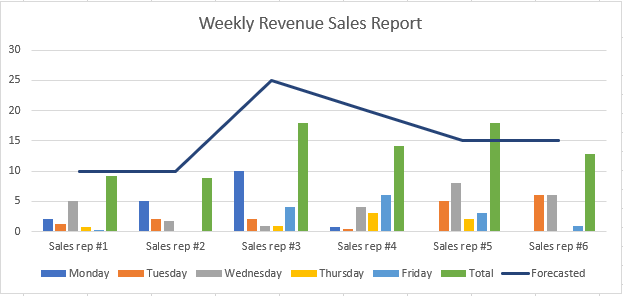 Weekly Revenue Sales Report
30
25
20
15
10
5
0
Sales rep #1 Sales rep #2 Sales rep #3 Sales rep #4 Sales rep #5 Sales rep #6
Monday Tuesday Wednesday Thursday Friday Total Forecasted